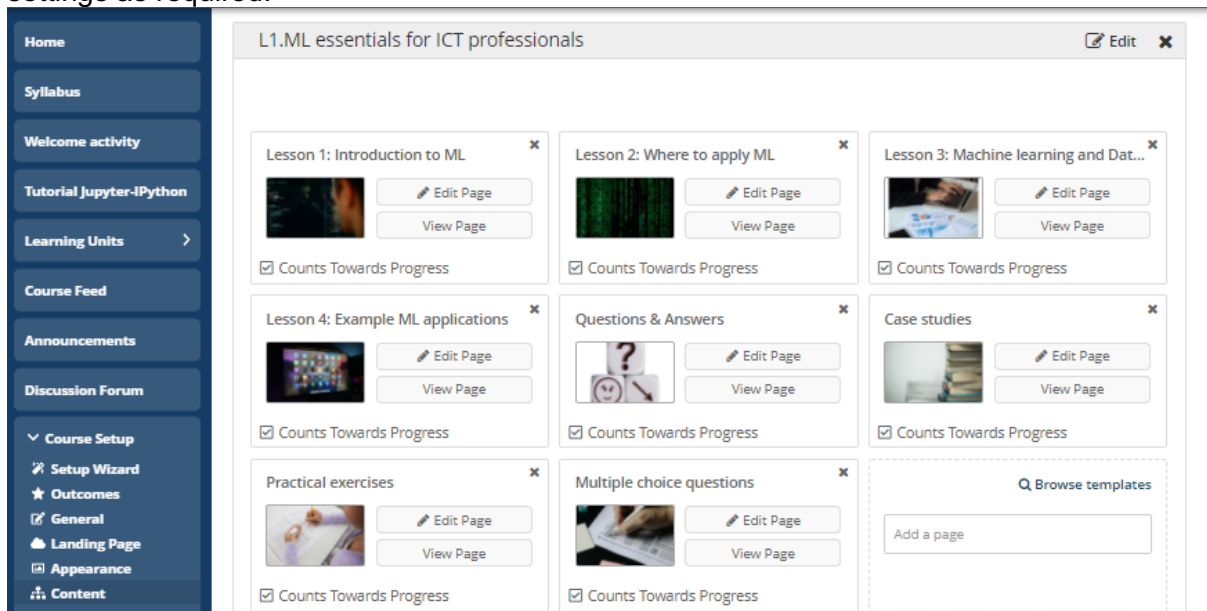 settings as required.
Home
Syllabus
Welcome activity
Tutorial Jupyter-IPython
Learning Units
Course Feed
Announcements
Discussion Forum
Course Setup
Setup Wizard
Outcomes
General
Landing Page
Appearance
Content
L1.ML essentials for ICT professionals
Edit
Lesson 1: Introduction to ML
Edit Page
View Page
Counts Towards Progress
Lesson 2: Where to apply ML
Edit Page
View Page
Counts Towards Progress
Lesson 3: Machine learning and Dat...
Edit Page
View Page
Counts Towards Progress
Lesson 4: Example ML applications
Edit Page
View Page
Counts Towards Progress
Questions & Answers
?
Edit Page
View Page
Counts Towards Progress
Case studies
Edit Page
View Page
Counts Towards Progress
Practical exercises
Edit Page
View Page
Counts Towards Progress
Multiple choice questions
Edit Page
View Page
Counts Towards Progress
Browse templates
Add a page